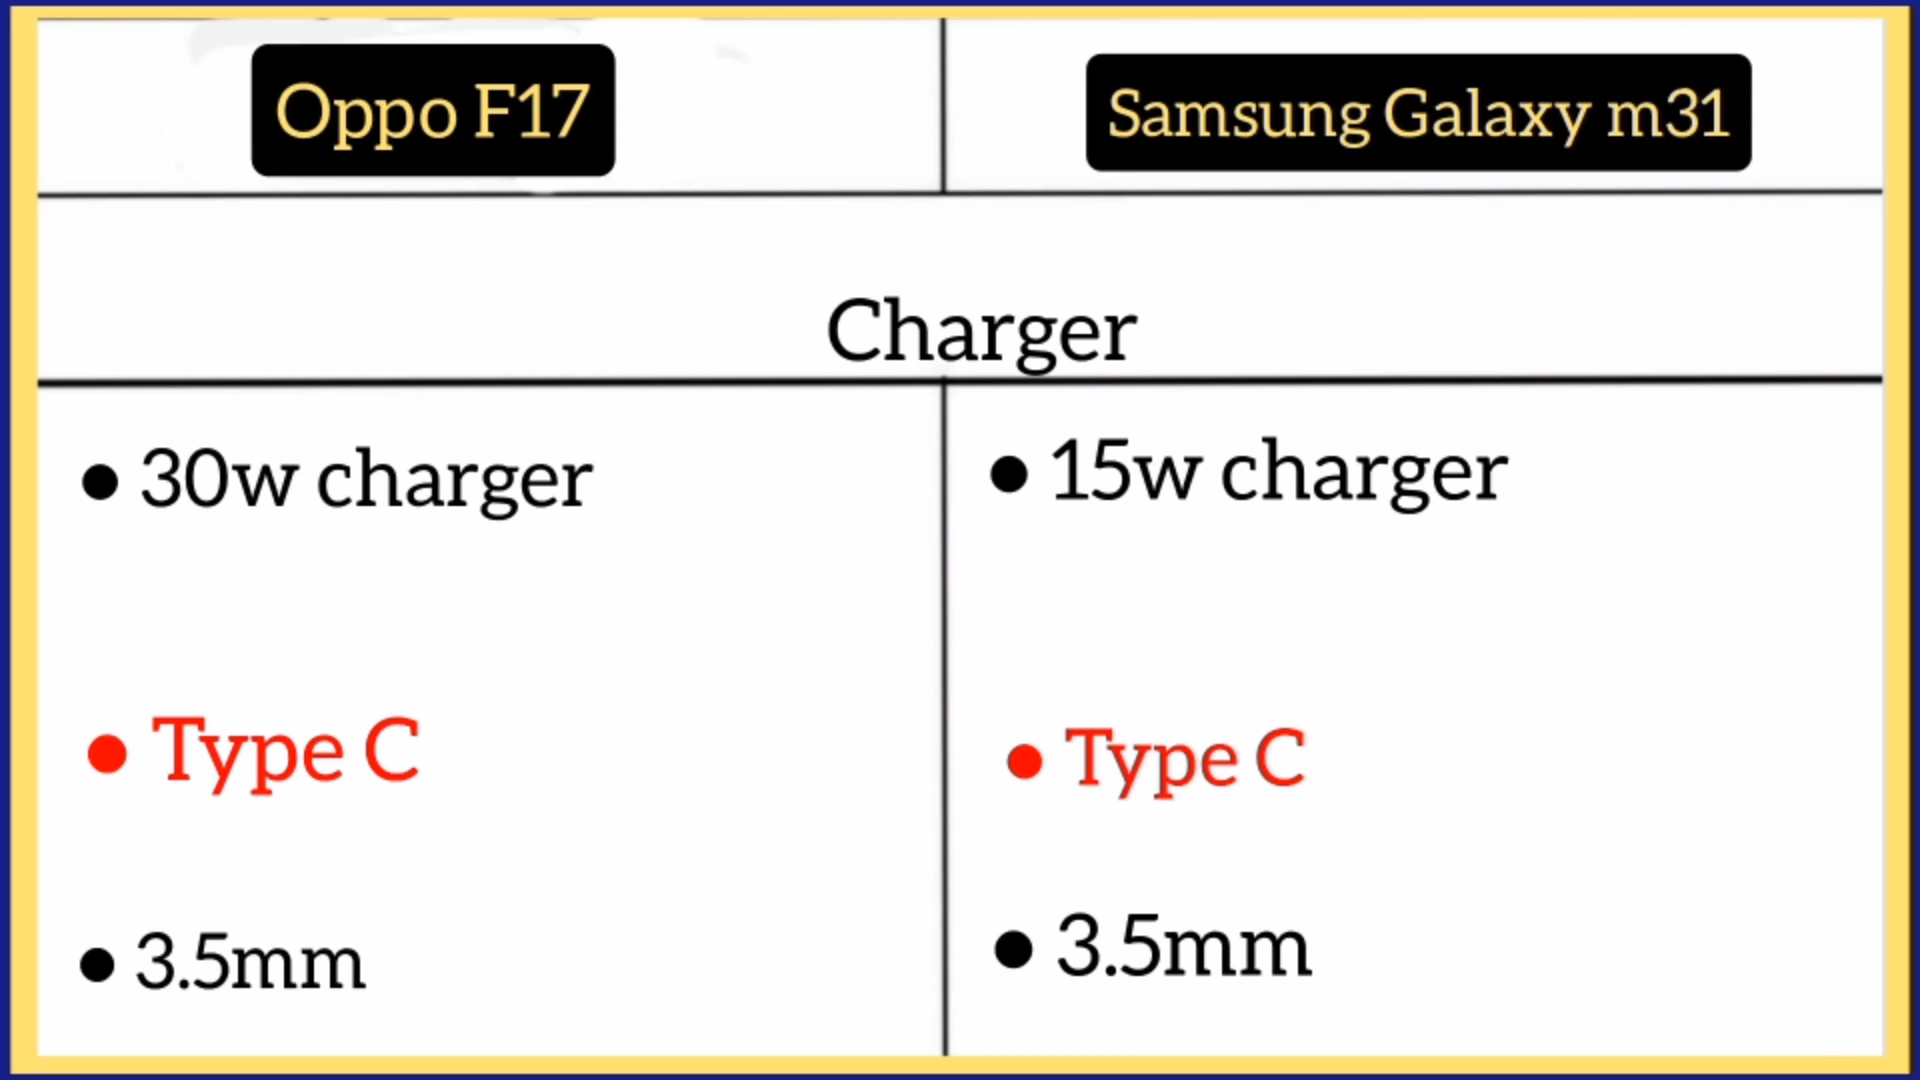 Oppo F17
Samsung Galaxy m31
Charger
● 30w charger
● 15w charger
● Type C
● Type C
● 3.5mm
● 3.5mm